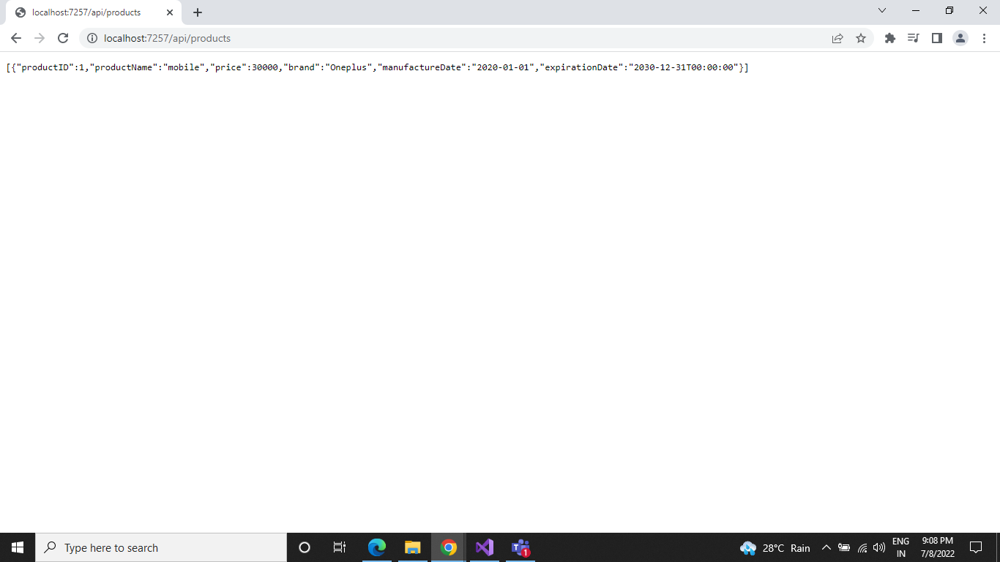 localhost:7257/api/products
localhost:7257/api/products
[{"productID":1,"productName":"mobile","price":30000,"brand":"Oneplus","manufactureDate":"2020-01-01","expirationDate":"2030-12-31T00:00:00"}]
Type here to search
1
28°C Rain
ENG
IN
9:08 PM
7/8/2022